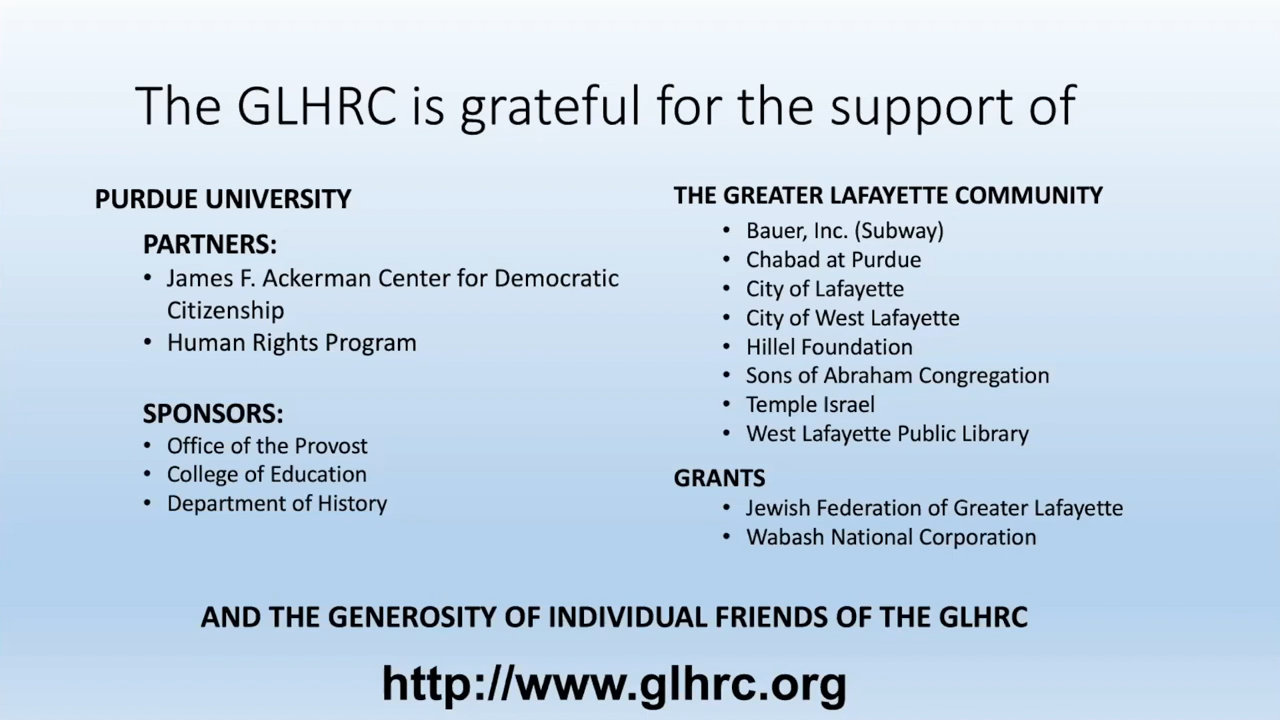 The GLHRC is grateful for the support of
PURDUE UNIVERSITY
PARTNERS:
• James F. Ackerman Center for Democratic
Citizenship
• Human Rights Program
SPONSORS:
• Office of the Provost
• College of Education
• Department of History
THE GREATER LAFAYETTE COMMUNITY
• Bauer, Inc. (Subway)
• Chabad at Purdue
• City of Lafayette
• City of West Lafayette
• Hillel Foundation
• Sons of Abraham Congregation
• Temple Israel
• West Lafayette Public Library
GRANTS
• Jewish Federation of Greater Lafayette
• Wabash National Corporation
AND THE GENEROSITY OF INDIVIDUAL FRIENDS OF THE GLHRC
http://www.glhrc.org